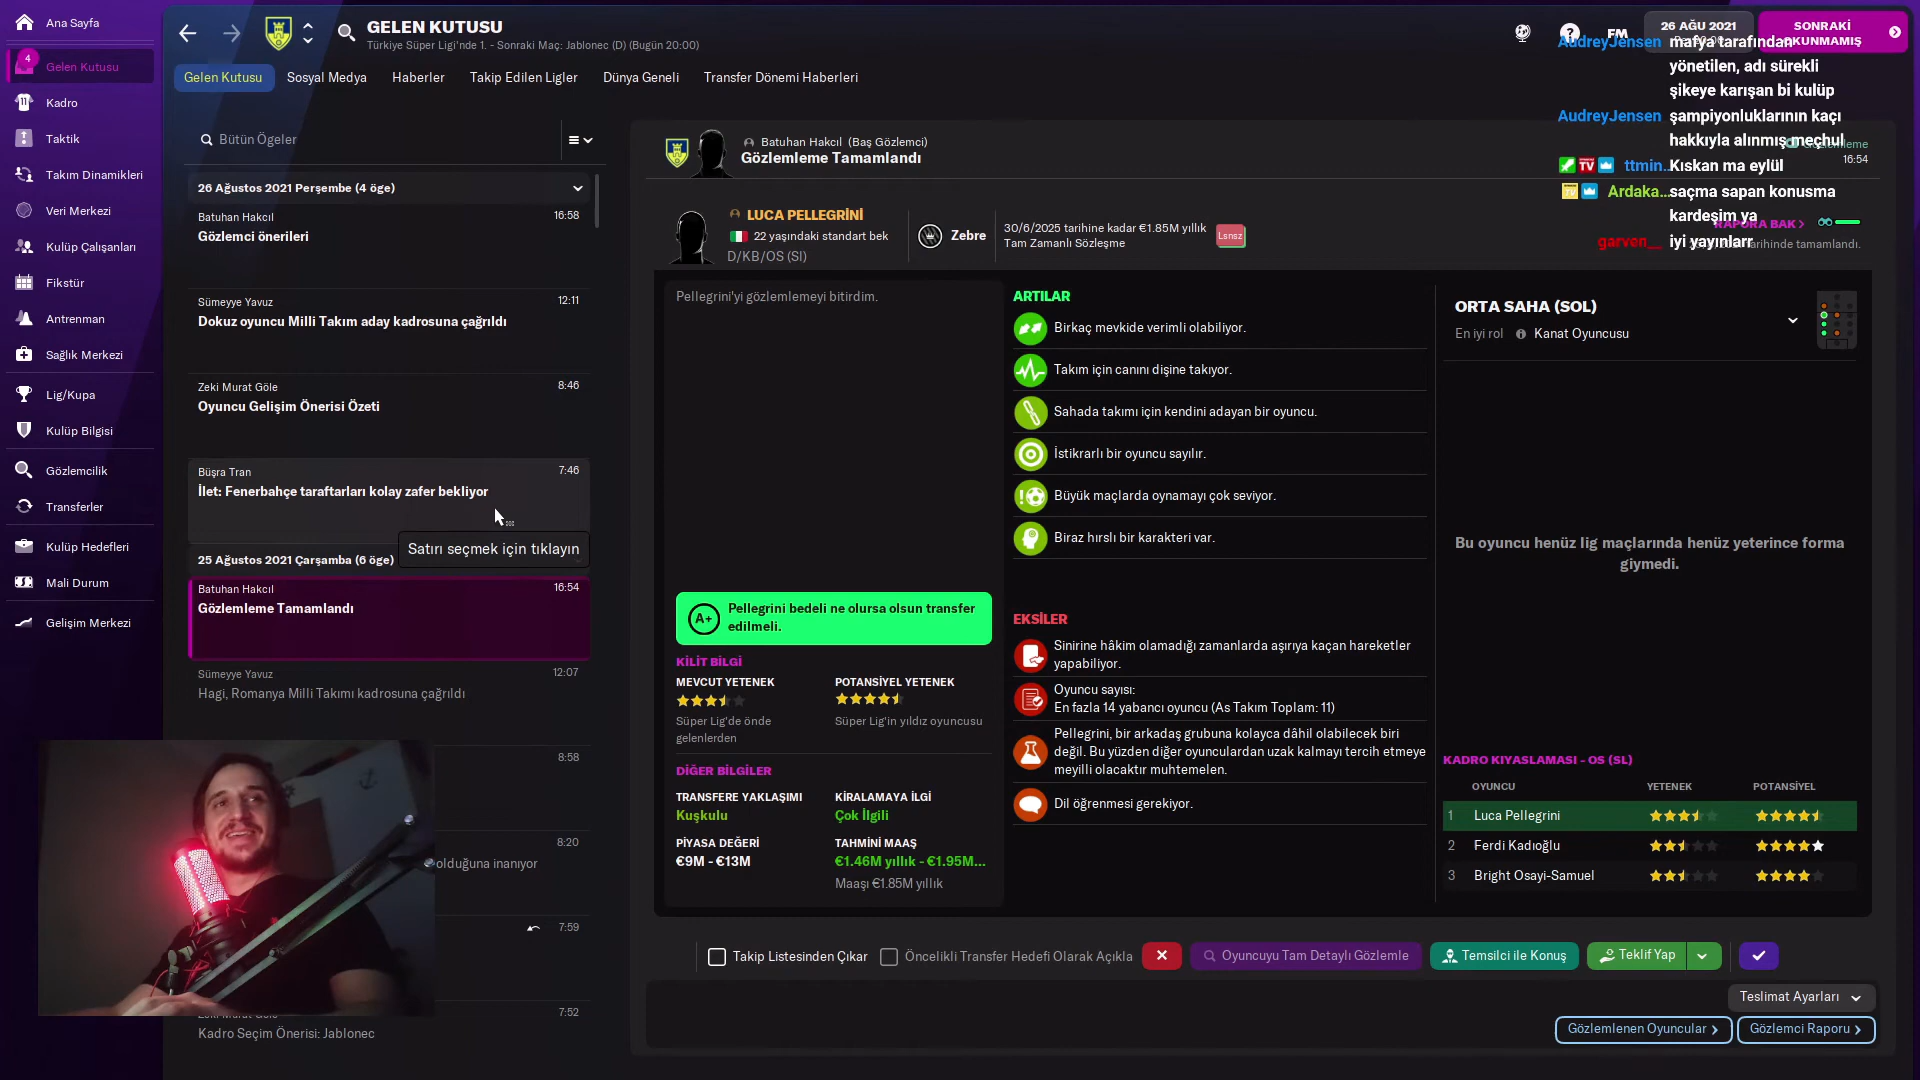 Ana Sayfa
4
Gelen Kutusu
Kadro
Taktik
Takım Dinamikleri
Veri Merkezi
Kulüp Çalışanları
Fikstür
Antrenman
Sağlık Merkezi
Lig/Kupa
Kulüp Bilgisi
Gözlemcilik
Transferler
Kulüp Hedefleri
Mali Durum
Gelişim Merkezi
GELEN KUTUSU
Türkiye Süper Ligi'nde 1. - Sonraki Maç: Jablonec (D) (Bugün 20:00)
FM
26 AĞU 2021
SONRAKİ
OKUNMAMIŞ
Gelen Kutusu
Sosyal Medya
Haberler
Takip Edilen Ligler
Dünya Geneli
Transfer Dönemi Haberleri
AudreyJensen mafya tarafından
yönetilen, adı sürekli
şikeye karışan bi kulüp
AudreyJensen şampiyonluklarının kaçı
hakkıyla alınmış meçhul
ttmin.. Kıskan ma eylül
Ardaka... saçma sapan konusma
kardeşim ya
garvon__ iyi yayınlarr
Bütün Ögeler
26 Ağustos 2021 Perşembe (4 öge)
Batuhan Hakcıl 16:58
Gözlemci önerileri
Sümeyye Yavuz 12:11
Dokuz oyuncu Milli Takım aday kadrosuna çağrıldı
Zeki Murat Göle 8:46
Oyuncu Gelişim Önerisi Özeti
Büşra Tran 7:46
İlet: Fenerbahçe taraftarları kolay zafer bekliyor
Satırı seçmek için tıklayın
25 Ağustos 2021 Çarşamba (6 öge)
Batuhan Hakcıl 16:54
Gözlemleme Tamamlandı
Sümeyye Yavuz 12:07
Hagi, Romanya Milli Takımı kadrosuna çağrıldı
8:58
8:20
olduğuna inanıyor
7:59
7:52
Kadro Seçim Önerisi: Jablonec
Batuhan Hakcıl (Baş Gözlemci)
Gözlemleme Tamamlandı
16:54
LUCA PELLEGRİNİ
22 yaşındaki standart bek
D/KB/OS (Sl)
Zebre
30/6/2025 tarihine kadar €1.85M yıllık
Tam Zamanlı Sözleşme
Lsnsz
RAPORA BAK >
tarihinde tamamlandı.
Pellegrini'yi gözlemlemeyi bitirdim.
A+
Pellegrini bedeli ne olursa olsun transfer
edilmeli.
KİLİT BİLGİ
MEVCUT YETENEK
POTANSİYEL YETENEK
Süper Lig'de önde
gelenlerden
Süper Lig'in yıldız oyuncusu
DİĞER BİLGİLER
TRANSFERE YAKLAŞIMI
Kuşkulu
KİRALAMAYA İLGİ
Çok İlgili
PİYASA DEĞERİ
€9M - €13M
TAHMİNİ MAAŞ
€1.46M yıllık - €1.95M...
Maaşı €1.85M yıllık
ARTILAR
Birkaç mevkide verimli olabiliyor.
Takım için canını dişine takıyor.
Sahada takımı için kendini adayan bir oyuncu.
İstikrarlı bir oyuncu sayılır.
Büyük maçlarda oynamayı çok seviyor.
Biraz hırslı bir karakteri var.
EKSİLER
Sinirine hâkim olamadığı zamanlarda aşırıya kaçan hareketler
yapabiliyor.
Oyuncu sayısı:
En fazla 14 yabancı oyuncu (As Takım Toplam: 11)
Pellegrini, bir arkadaş grubuna kolayca dâhil olabilecek biri
değil. Bu yüzden diğer oyunculardan uzak kalmayı tercih etmeye
meyilli olacaktır muhtemelen.
Dil öğrenmesi gerekiyor.
ORTA SAHA (SOL)
En iyi rol Kanat Oyuncusu
Bu oyuncu henüz lig maçlarında henüz yeterince forma
giymedi.
KADRO KIYASLAMASI - OS (SL)
OYUNCU YETENEK POTANSİYEL
1 Luca Pellegrini
2 Ferdi Kadıoğlu
3 Bright Osayi-Samuel
Takip Listesinden Çıkar
Öncelikli Transfer Hedefi Olarak Açıkla
Oyuncuyu Tam Detaylı Gözlemle
Temsilci ile Konuş
Teklif Yap
Teslimat Ayarları
Gözlemlenen Oyuncular >
Gözlemci Raporu >